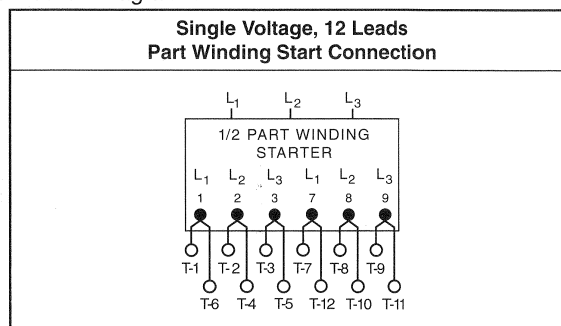 Single Voltage, 12 Leads
Part Winding Start Connection
L1 L2 L3
1/2 PART WINDING
STARTER
L1 L2 L3 L1 L2 L3
1 2 3 7 8 9
T-1 T-2 T-3 T-7 T-8 T-9
T-6 T-4 T-5 T-12 T-10 T-11